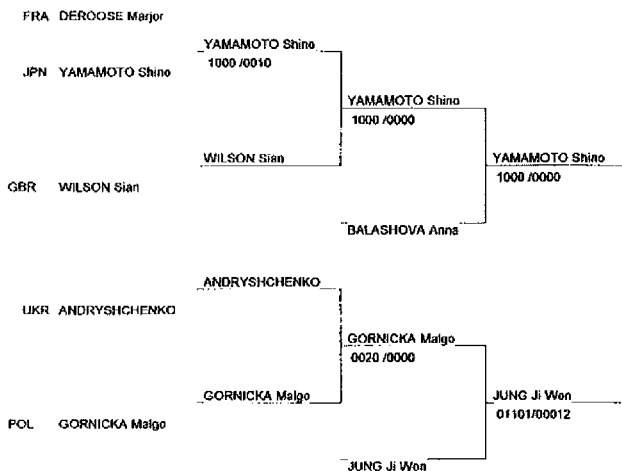 FRA DEROOSE Marjor
YAMAMOTO Shino
1000 /0010
JPN YAMAMOTO Shino
YAMAMOTO Shino
1000 /0000
WILSON Sian
YAMAMOTO Shino
1000 /0000
GBR WILSON Sian
BALASHOVA Anna
ANDRYSHCHENKO
UKR ANDRYSHCHENKO
GORNICKA Malgo
0020 /0000
GORNICKA Malgo
JUNG Ji Won
01101/00012
POL GORNICKA Malgo
JUNG Ji Won